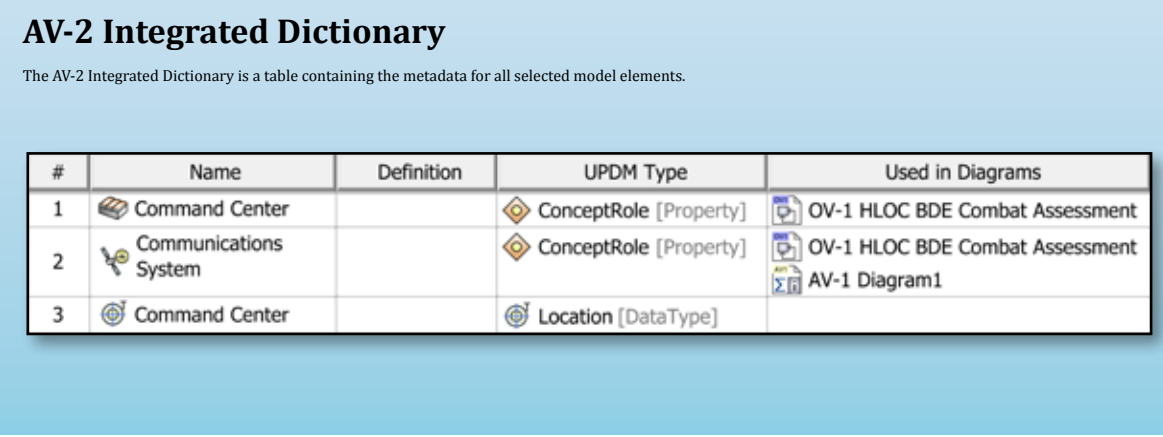 AV-2 Integrated Dictionary
The AV-2 Integrated Dictionary is a table containing the metadata for all selected model elements.
# Name Definition UPDM Type Used in Diagrams
1 Command Center ConceptRole [Property] OV-1 HLOC BDE Combat Assessment
2 Communications System ConceptRole [Property] OV-1 HLOC BDE Combat Assessment
AV-1 Diagram1
3 Command Center Location [DataType]